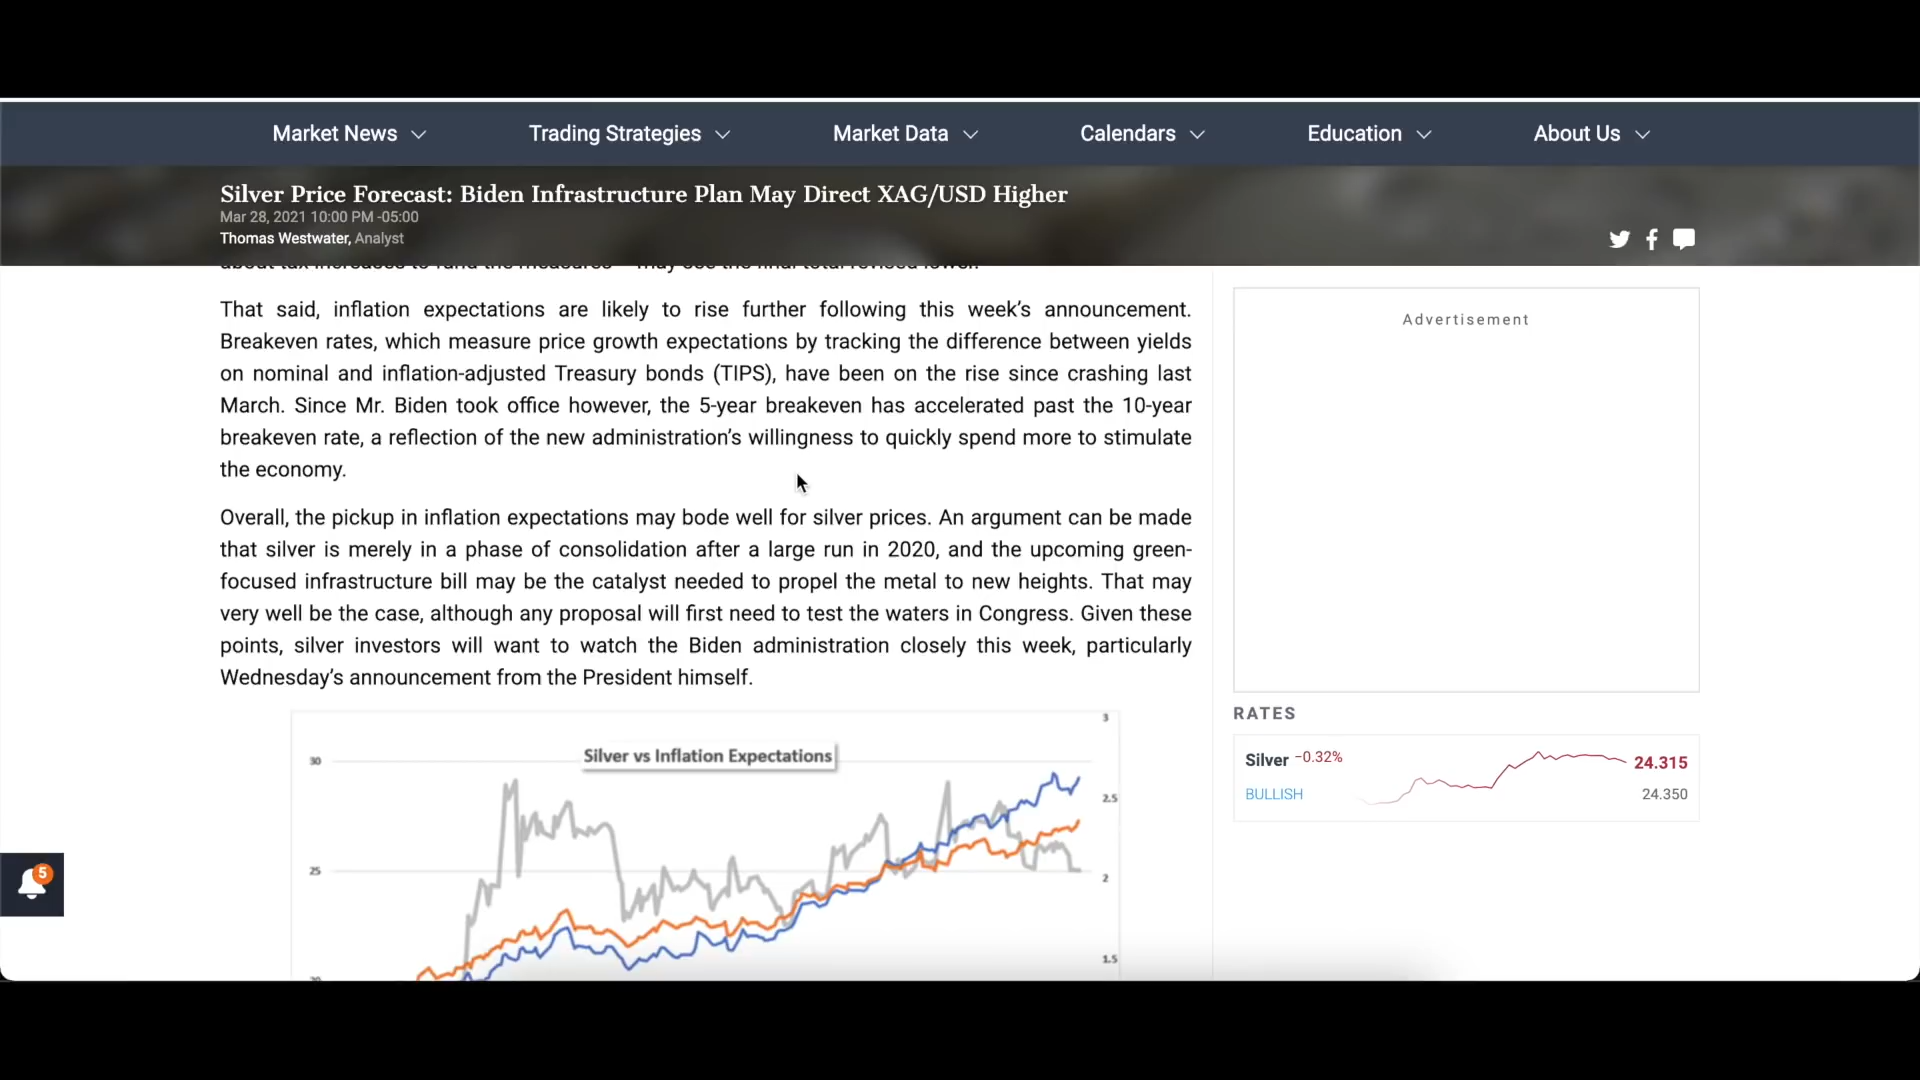 Market News
Trading Strategies
Market Data
Calendars
Education
About Us
Silver Price Forecast: Biden Infrastructure Plan May Direct XAG/USD Higher
Mar 28, 2021 10:00 PM -05:00
Thomas Westwater, Analyst
That said, inflation expectations are likely to rise further following this week’s announcement.
Breakeven rates, which measure price growth expectations by tracking the difference between yields
on nominal and inflation-adjusted Treasury bonds (TIPS), have been on the rise since crashing last
March. Since Mr. Biden took office however, the 5-year breakeven has accelerated past the 10-year
breakeven rate, a reflection of the new administration’s willingness to quickly spend more to stimulate
the economy.
Overall, the pickup in inflation expectations may bode well for silver prices. An argument can be made
that silver is merely in a phase of consolidation after a large run in 2020, and the upcoming green-
focused infrastructure bill may be the catalyst needed to propel the metal to new heights. That may
very well be the case, although any proposal will first need to test the waters in Congress. Given these
points, silver investors will want to watch the Biden administration closely this week, particularly
Wednesday’s announcement from the President himself.
Silver vs Inflation Expectations
30
25
3
2.5
2
1.5
Advertisement
RATES
Silver -0.32%
24.315
BULLISH
24.350
5